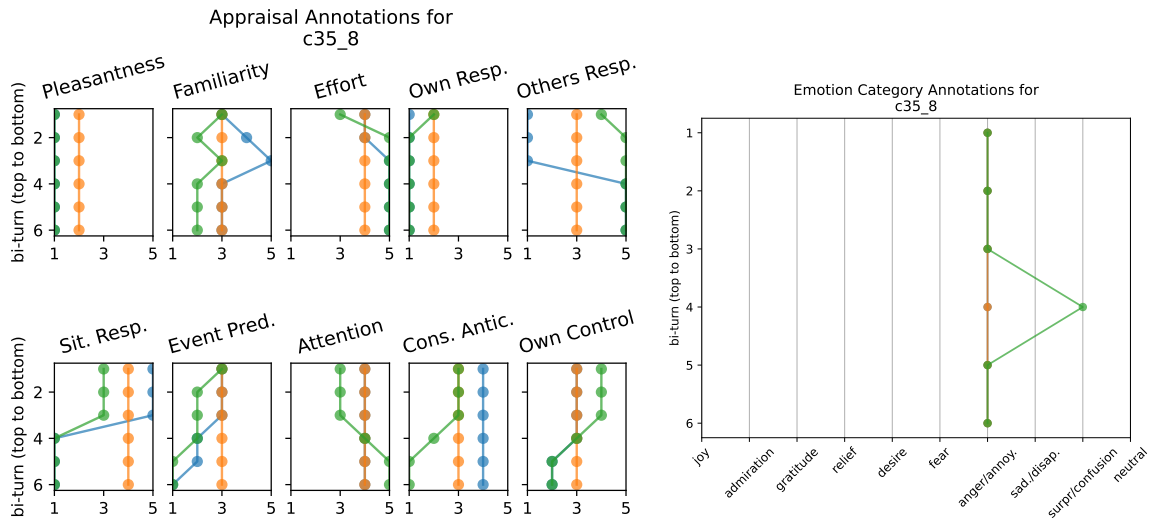 Appraisal Annotations for
c35_8
Pleasantness
Familiarity
Effort
Own Resp.
Others Resp.
bi-turn (top to bottom)
2
4
6
1 3 5
1 3 5
1 3 5
1 3 5
1 3 5
Sit. Resp.
Event Pred.
Attention
Cons. Antic.
Own Control
bi-turn (top to bottom)
2
4
6
1 3 5
1 3 5
1 3 5
1 3 5
1 3 5
Emotion Category Annotations for
c35_8
bi-turn (top to bottom)
1
2
3
4
5
6
joy
admiration
gratitude
relief
desire
fear
anger/annoy.
sad./disap.
surpr/confusion
neutral